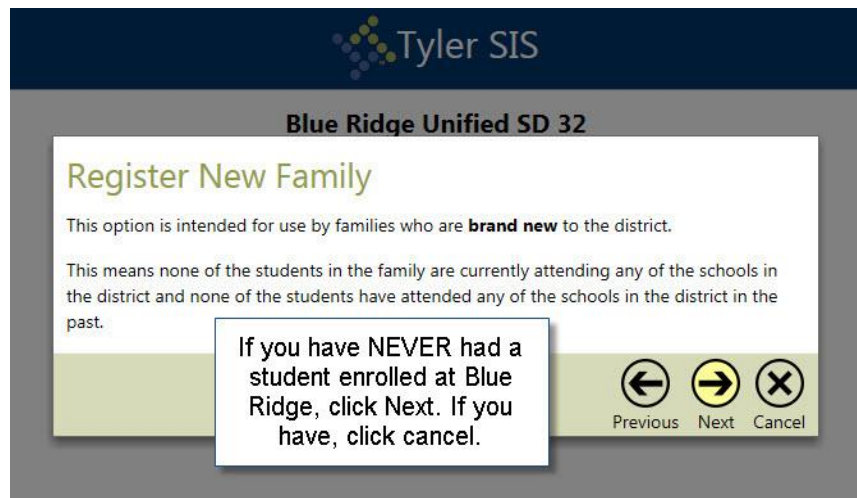 Tyler SIS
Blue Ridge Unified SD 32
Register New Family
This option is intended for use by families who are brand new to the district.
This means none of the students in the family are currently attending any of the schools in
the district and none of the students have attended any of the schools in the district in the
past.
If you have NEVER had a
student enrolled at Blue
Ridge, click Next. If you
have, click cancel.
Previous Next Cancel